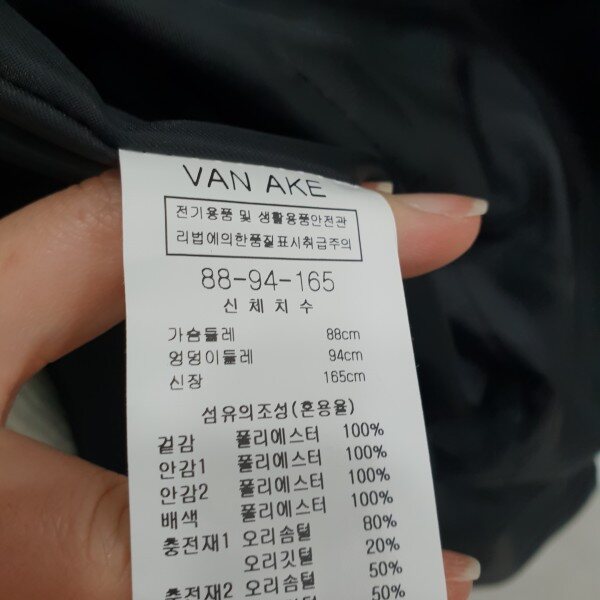 VAN AKE
전기용품 및 생활용품안전관
리법에의한품질표시취급주의
88-94-165
신체치수
가슴둘레 88cm
엉덩이둘레 94cm
신장 165cm
섬유의조성(혼용율)
겉감 폴리에스터 100%
안감1 폴리에스터 100%
안감2 폴리에스터 100%
배색 폴리에스터 100%
충전재1 오리솜털 80%
오리깃털 20%
충전재2 오리솜털 50%
50%